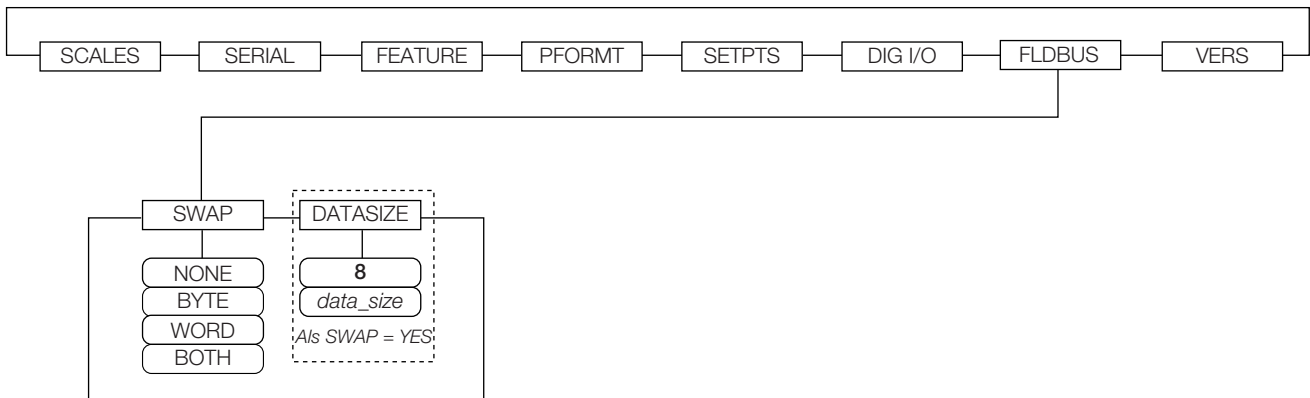 SCALES SERIAL FEATURE PFORMT SETPTS DIG I/O FLDBUS VERS
SWAP DATASIZE
NONE 8
BYTE data_size
WORD Als SWAP = YES
BOTH